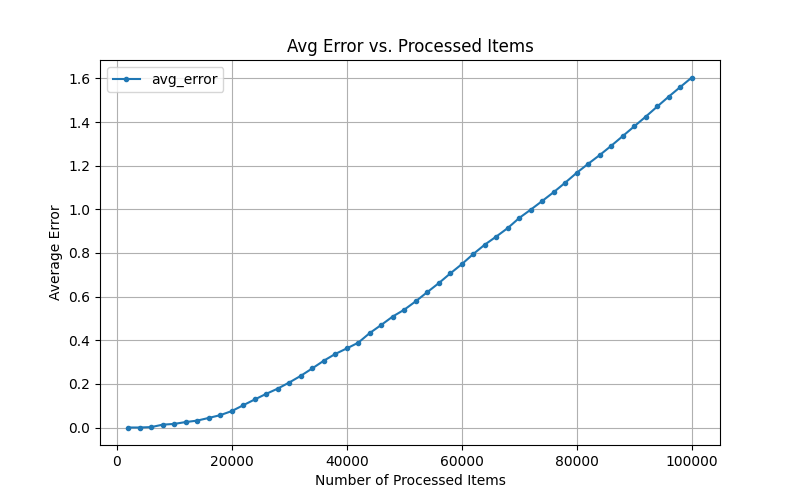 Avg Error vs. Processed Items
avg_error
1.6
1.4
1.2
1.0
0.8
0.6
0.4
0.2
0.0
Average Error
0 20000 40000 60000 80000 100000
Number of Processed Items